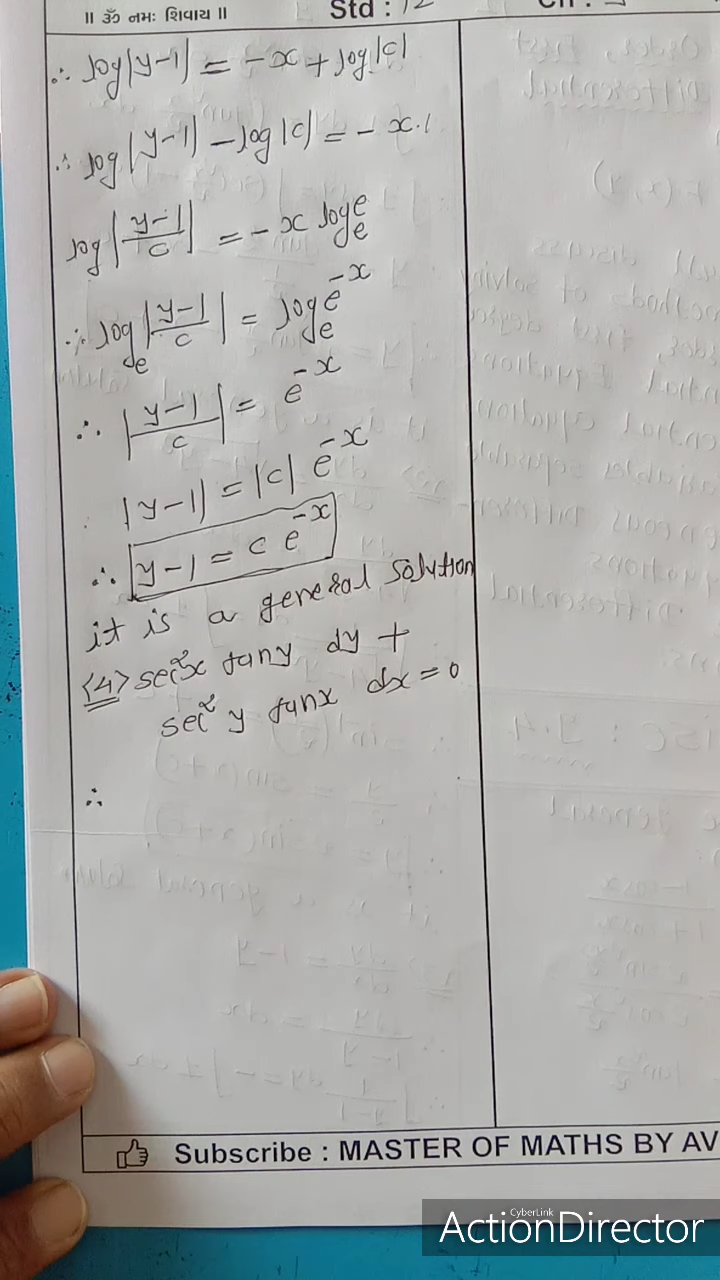 ॥ ૐ નમઃ શિવાય ॥ Std : 12
∴ log|y-1| = -x + log|c|
∴ log|y-1| - log|c| = -x.1
log|y-1/c| = -x logₑe
∴ logₑ|y-1/c| = logₑe⁻ˣ
∴ |y-1/c| = e⁻ˣ
|y-1| = |c| e⁻ˣ
∴ y-1 = c e⁻ˣ
it is a general solution
<4> sec²x tany dy +
sec²y tanx dx = 0
∴
Subscribe : MASTER OF MATHS BY AV
CyberLink
ActionDirector